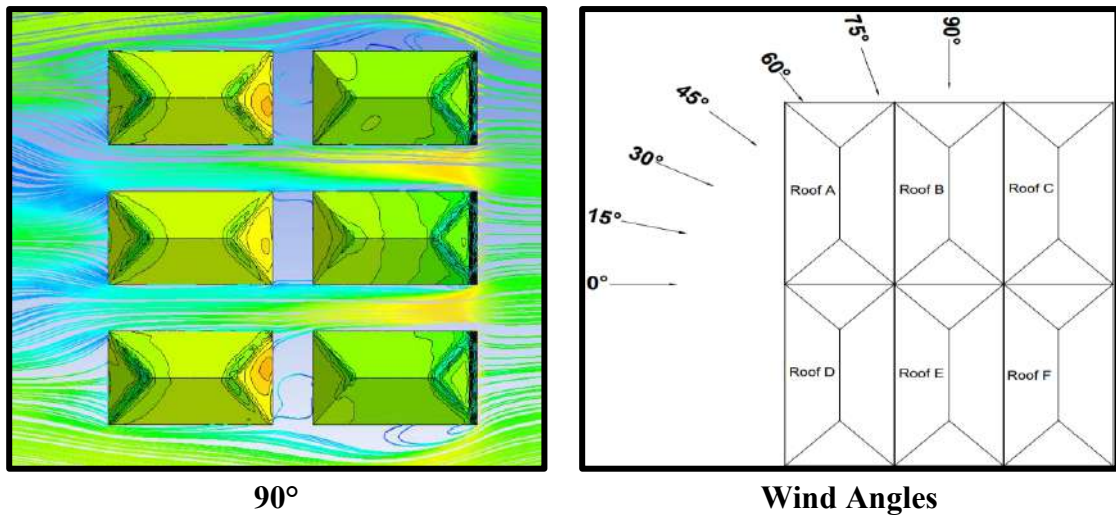 75°
90°
60°
45°
30°
15°
0°
Roof A
Roof B
Roof C
Roof D
Roof E
Roof F
90°
Wind Angles